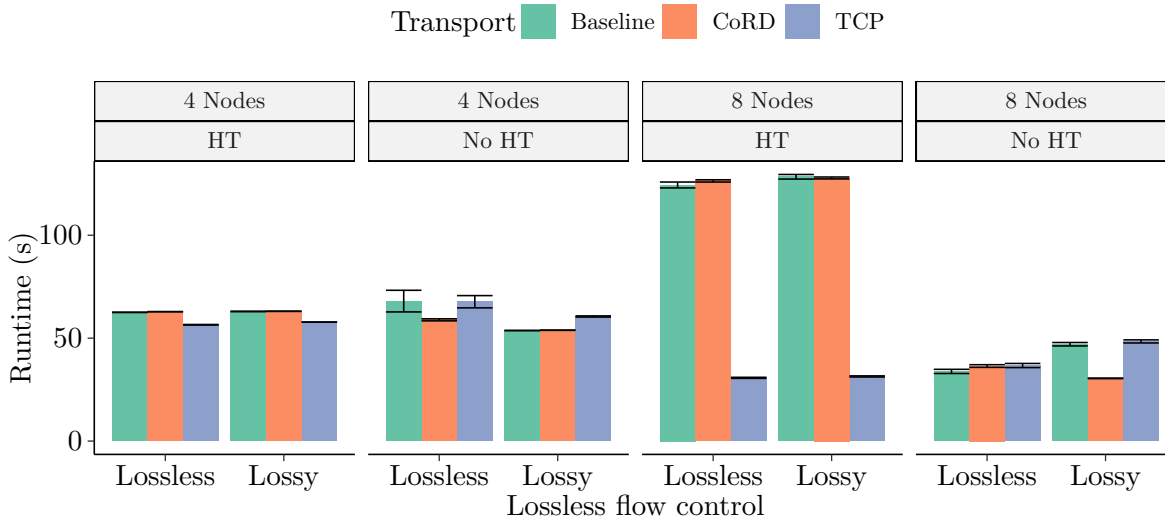 Transport Baseline CoRD TCP
4 Nodes 4 Nodes 8 Nodes 8 Nodes
HT No HT HT No HT
Runtime (s)
100
50
0
Lossless Lossy Lossless Lossy Lossless Lossy Lossless Lossy
Lossless flow control